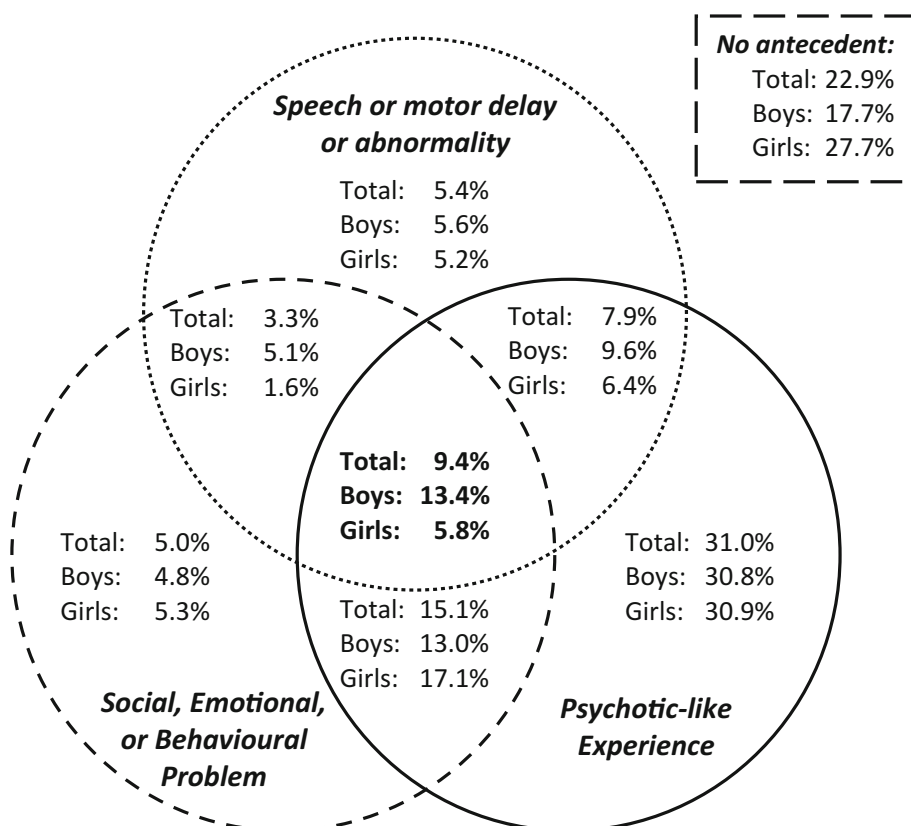 No antecedent:
Total: 22.9%
Boys: 17.7%
Girls: 27.7%
Speech or motor delay
or abnormality
Total: 5.4%
Boys: 5.6%
Girls: 5.2%
Total: 3.3%
Boys: 5.1%
Girls: 1.6%
Total: 7.9%
Boys: 9.6%
Girls: 6.4%
Total: 9.4%
Boys: 13.4%
Girls: 5.8%
Total: 5.0%
Boys: 4.8%
Girls: 5.3%
Total: 31.0%
Boys: 30.8%
Girls: 30.9%
Total: 15.1%
Boys: 13.0%
Girls: 17.1%
Social, Emotional,
or Behavioural
Problem
Psychotic-like
Experience